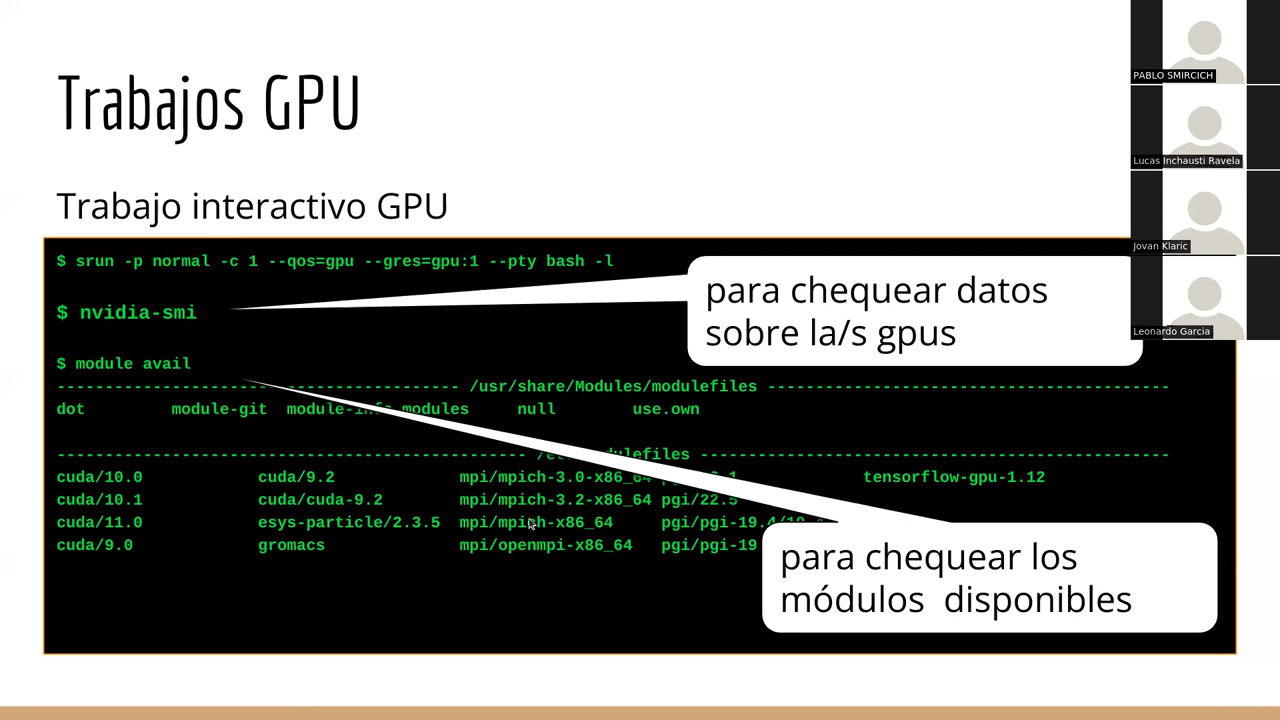 Trabajos GPU
Trabajo interactivo GPU
$ srun -p normal -c 1 --qos=gpu --gres=gpu:1 --pty bash -l
$ nvidia-smi
$ module avail
/usr/share/Modules/modulefiles
dot module-git modules null use.own
cuda/10.0 cuda/9.2 mpi/mpich-3.0-x86_64 tensorflow-gpu-1.12
cuda/10.1 cuda/cuda-9.2 mpi/mpich-3.2-x86_64 pgi/22.5
cuda/11.0 esys-particle/2.3.5 mpi/mpich-x86_64
cuda/9.0 gromacs mpi/openmpi-x86_64 pgi/pgi-19
para chequear datos
sobre la/s gpus
para chequear los
módulos disponibles
PABLO SMIRCICH
Lucas Inchausti Ravela
Jovan Klaric
Leonardo Garcia